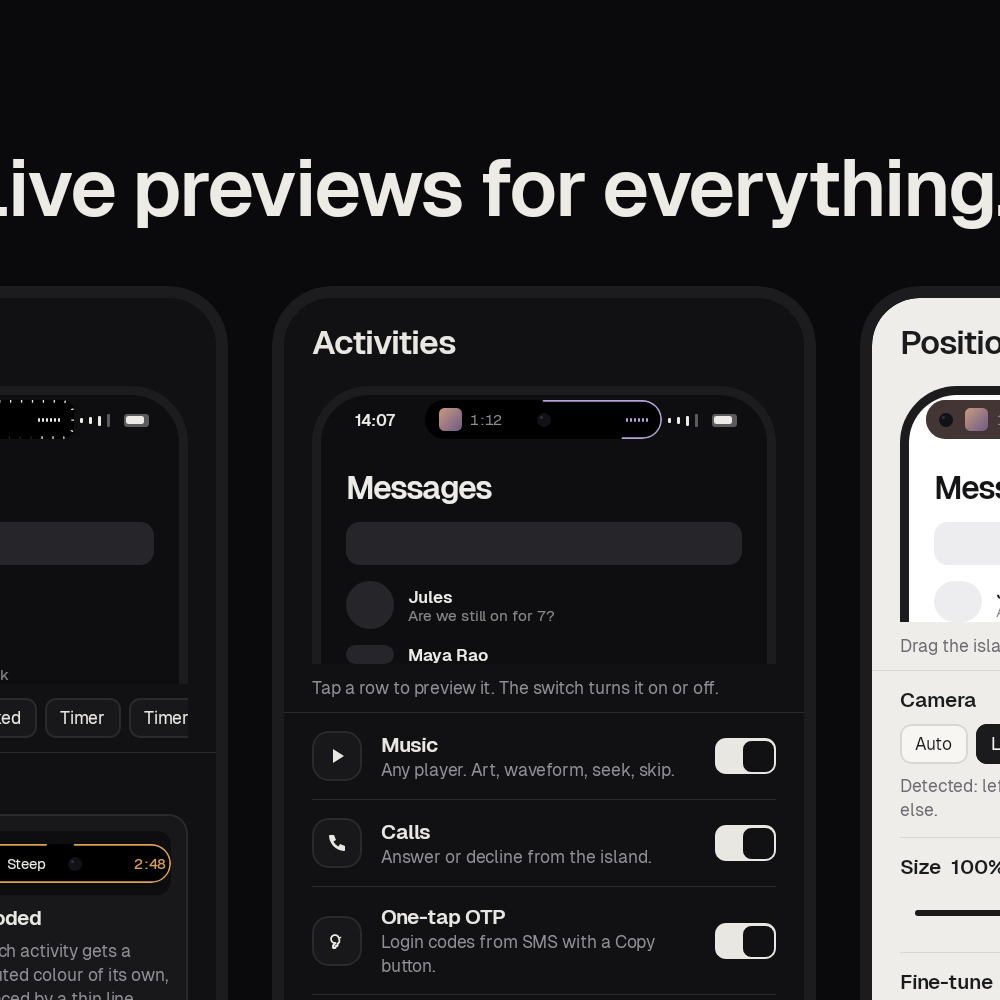 Live previews for everything.
k
Timer
Timer
Steep
2:48
ch activity gets a
colour of its own,
by a thin line
Activities
14:07
1:12
Messages
Jules
Are we still on for 7?
Maya Rao
Tap a row to preview it. The switch turns it on or off.
Music
Any player. Art, waveform, seek, skip.
Calls
Answer or decline from the island.
One-tap OTP
Login codes from SMS with a Copy
button.
Positio
Mess
Drag the isla
Camera
Auto
L
Detected: lef
else.
Size 100%
Fine-tune